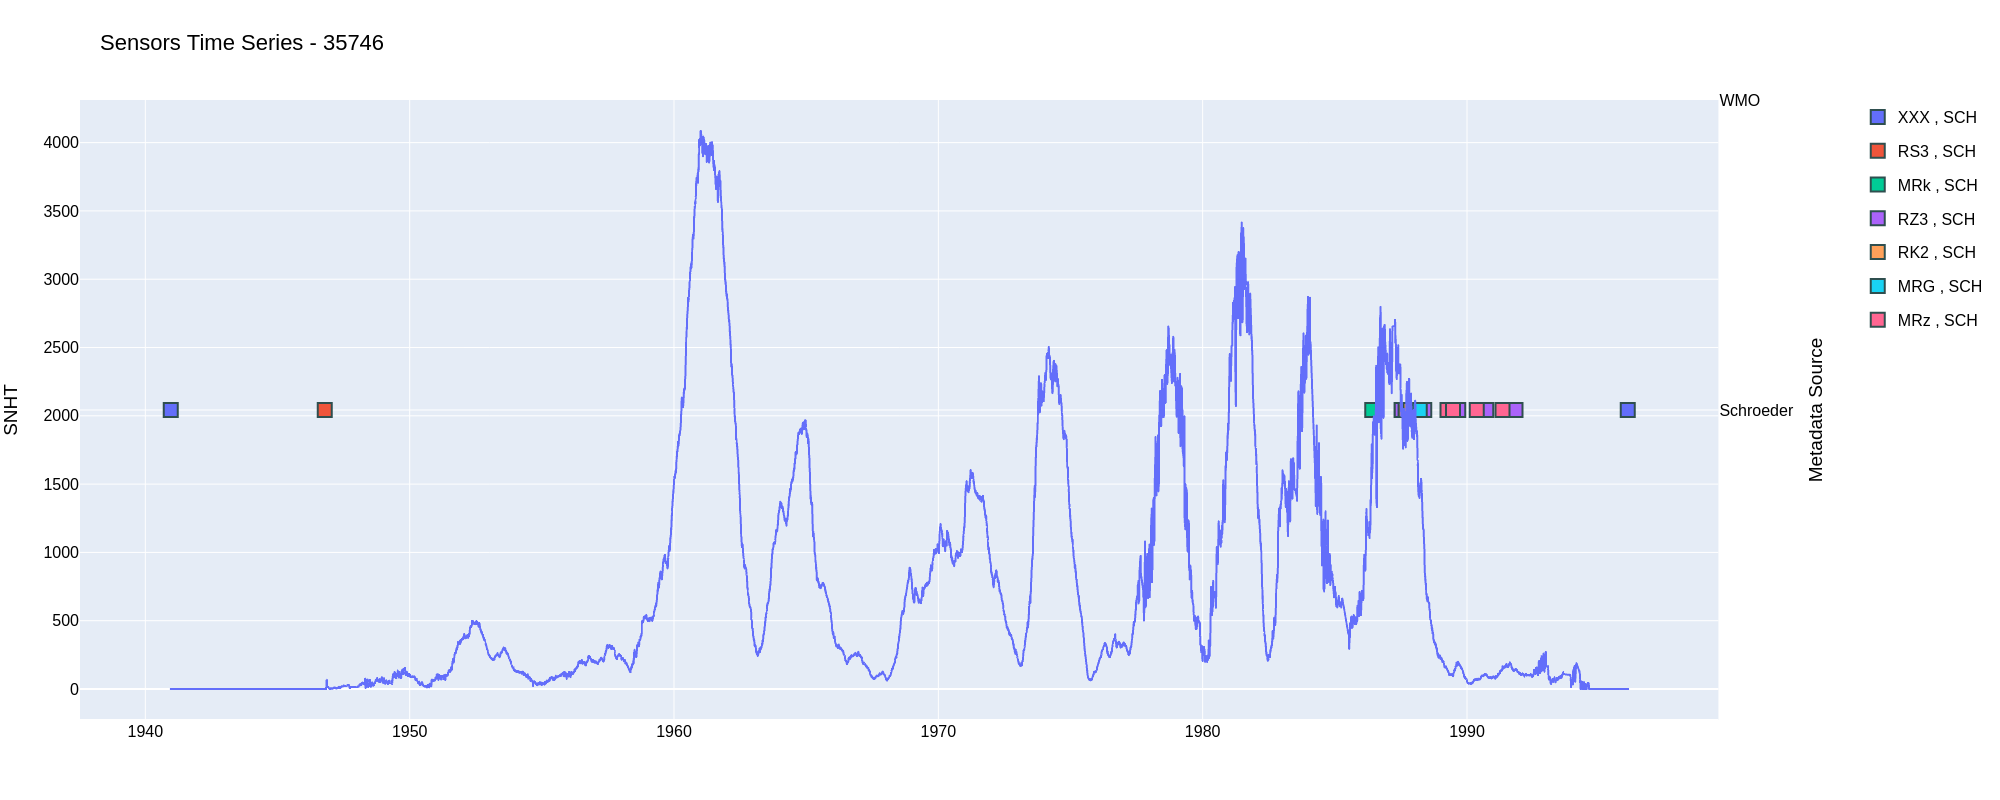 Sensors Time Series - 35746
SNHT
4000
3500
3000
2500
2000
1500
1000
500
0
1940
1950
1960
1970
1980
1990
WMO
Schroeder
Metadata Source
XXX , SCH
RS3 , SCH
MRk , SCH
RZ3 , SCH
RK2 , SCH
MRG , SCH
MRz , SCH